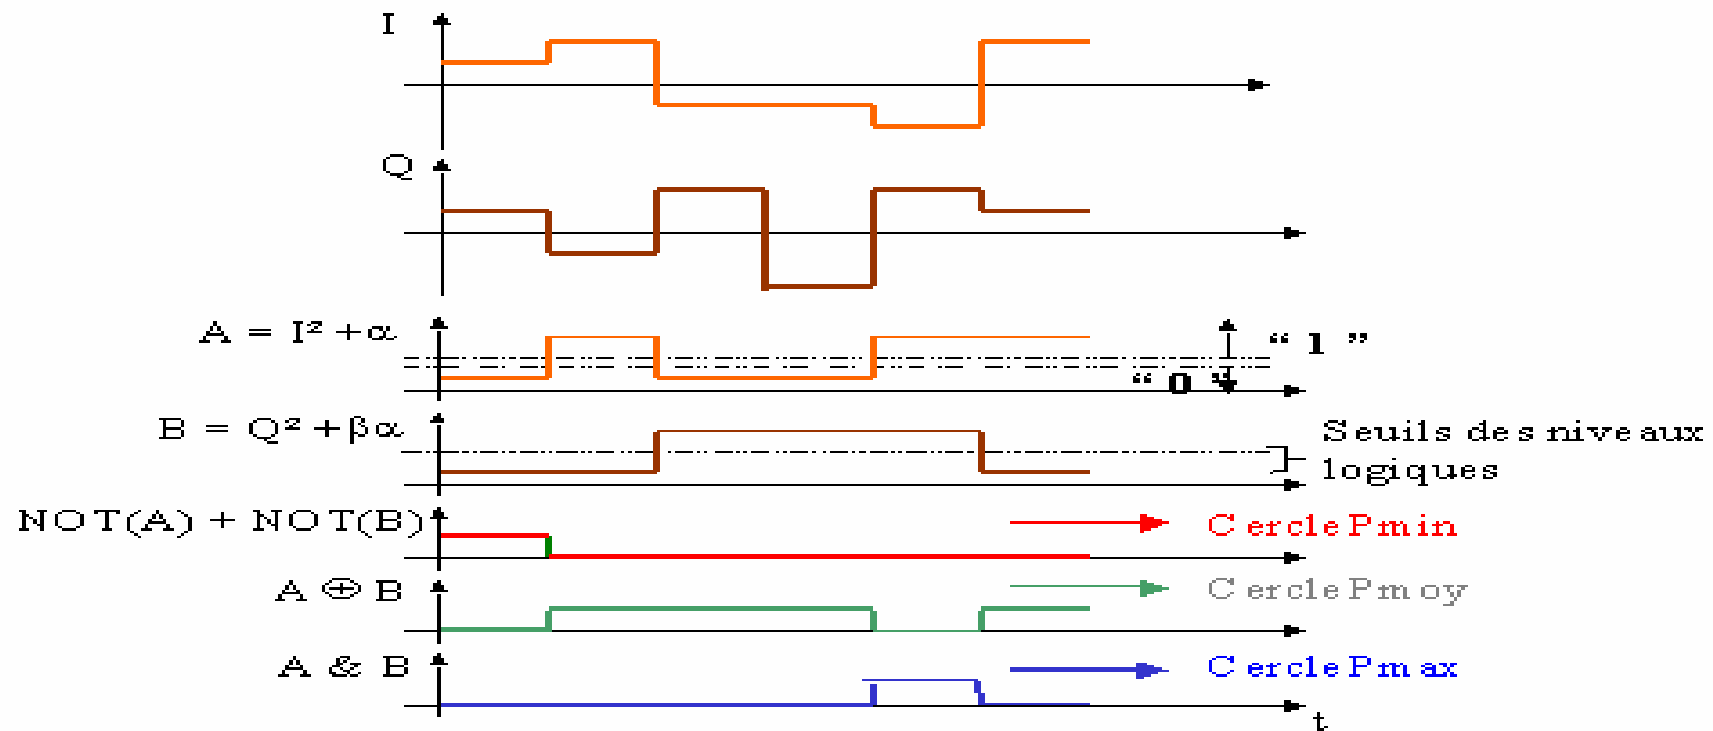 I
Q
A = I² + α
“ 1 ”
“ 0 ”
B = Q² + βα
Seuils des niveaux
logiques
NOT(A) + NOT(B)
Cercle Pmin
A ⊕ B
Cercle Pmoy
A & B
Cercle Pmax
t